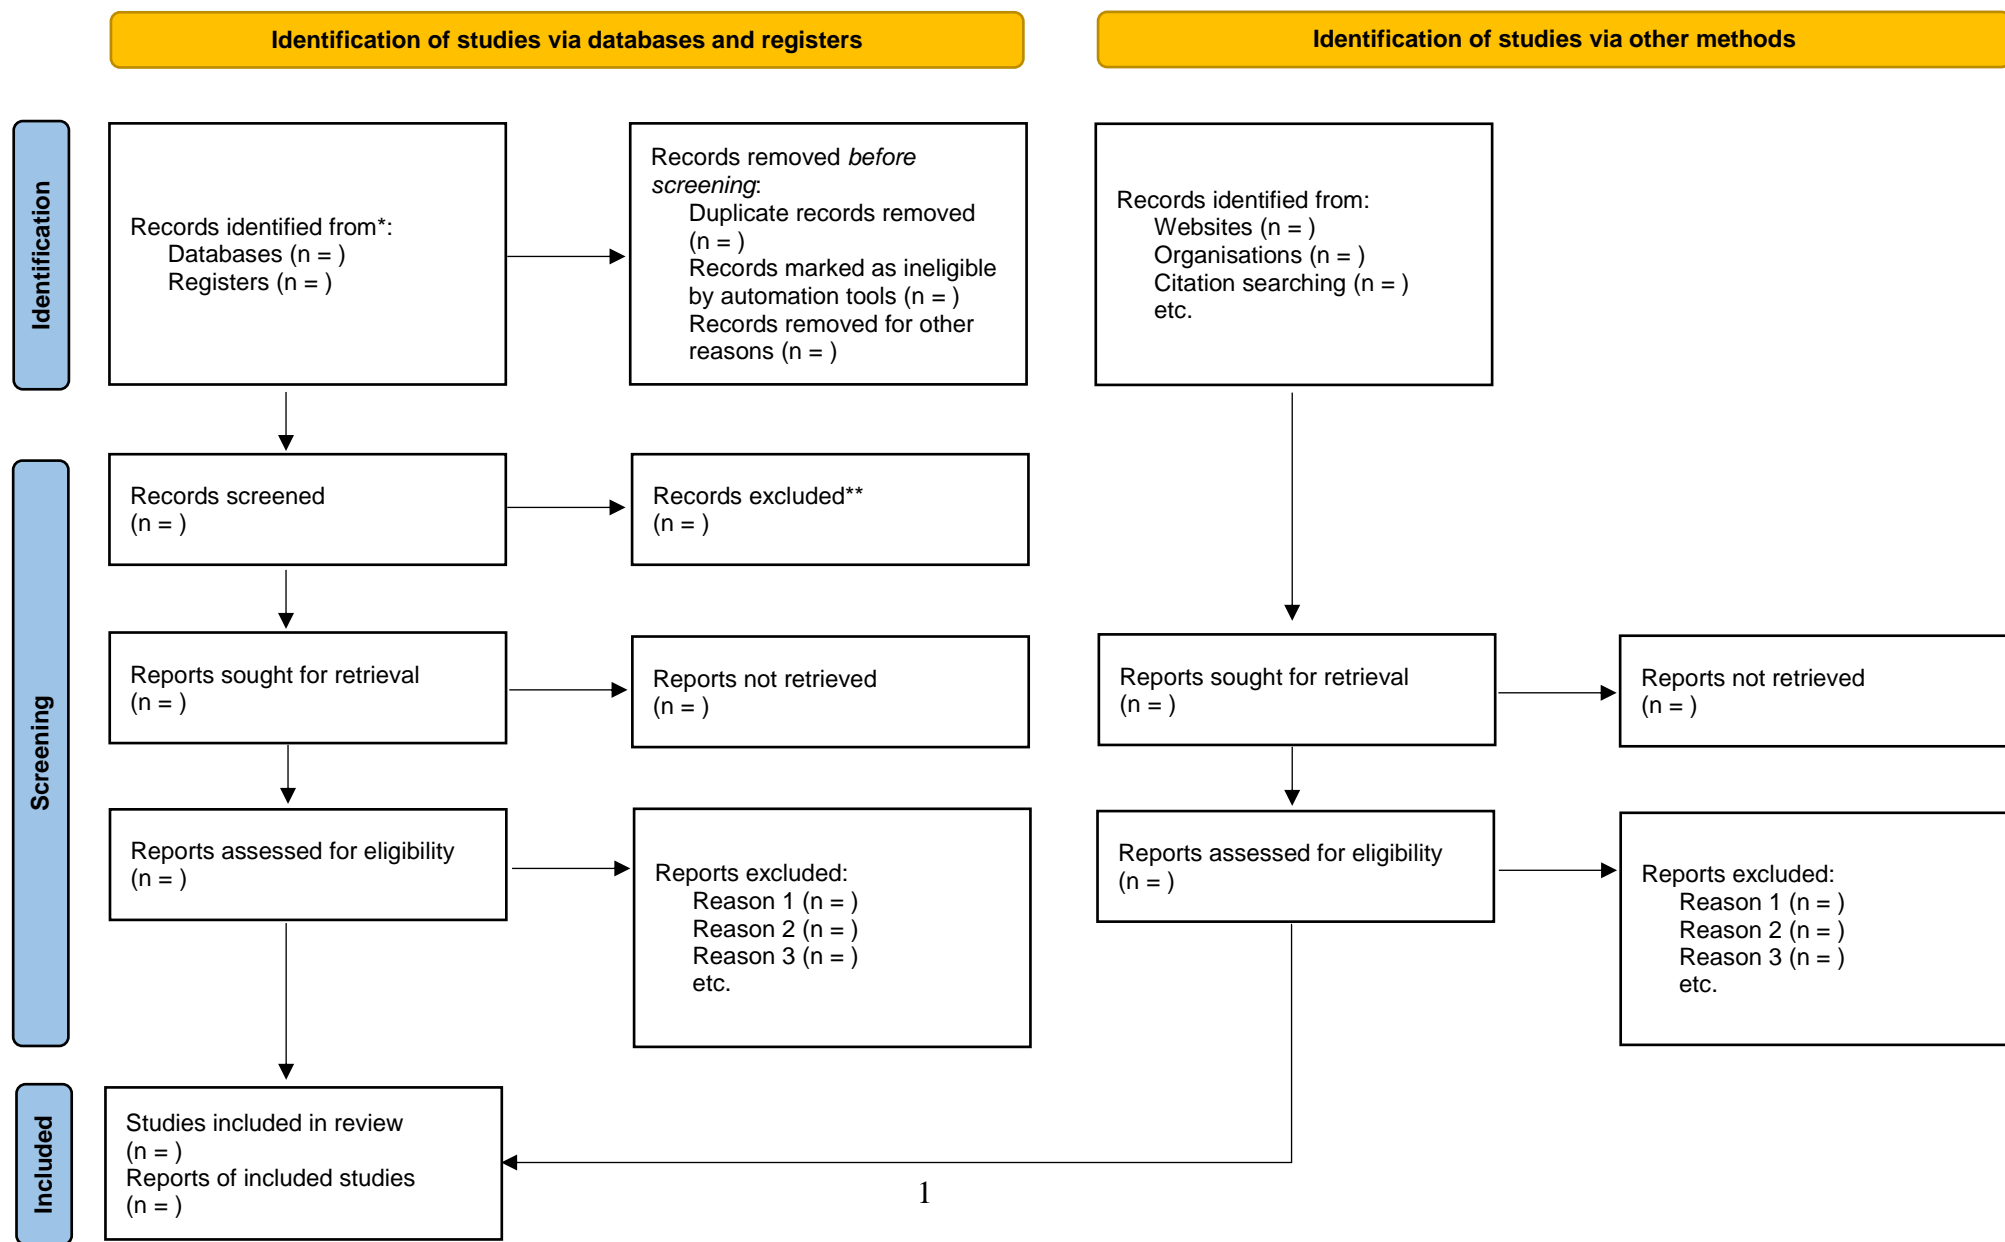 Identification of studies via databases and registers
Identification of studies via other methods
Identification
Records identified from*:
Databases (n = )
Registers (n = )
Records removed before
screening:
Duplicate records removed
(n = )
Records marked as ineligible
by automation tools (n = )
Records removed for other
reasons (n = )
Records identified from:
Websites (n = )
Organisations (n = )
Citation searching (n = )
etc.
Screening
Records screened
(n = )
Records excluded**
(n = )
Reports sought for retrieval
(n = )
Reports not retrieved
(n = )
Reports sought for retrieval
(n = )
Reports not retrieved
(n = )
Reports assessed for eligibility
(n = )
Reports excluded:
Reason 1 (n = )
Reason 2 (n = )
Reason 3 (n = )
etc.
Reports assessed for eligibility
(n = )
Reports excluded:
Reason 1 (n = )
Reason 2 (n = )
Reason 3 (n = )
etc.
Included
Studies included in review
(n = )
Reports of included studies
(n = )
1